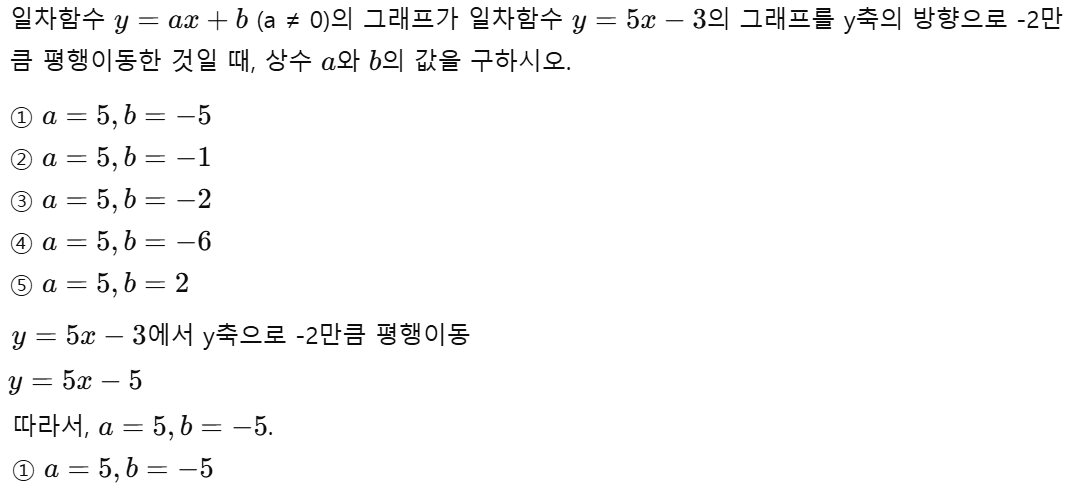 일차함수 y = ax + b (a ≠ 0)의 그래프가 일차함수 y = 5x − 3의 그래프를 y축의 방향으로 -2만
큼 평행이동한 것일 때, 상수 a와 b의 값을 구하시오.
① a = 5, b = −5
② a = 5, b = −1
③ a = 5, b = −2
④ a = 5, b = −6
⑤ a = 5, b = 2
y = 5x − 3에서 y축으로 -2만큼 평행이동
y = 5x − 5
따라서, a = 5, b = −5.
① a = 5, b = −5